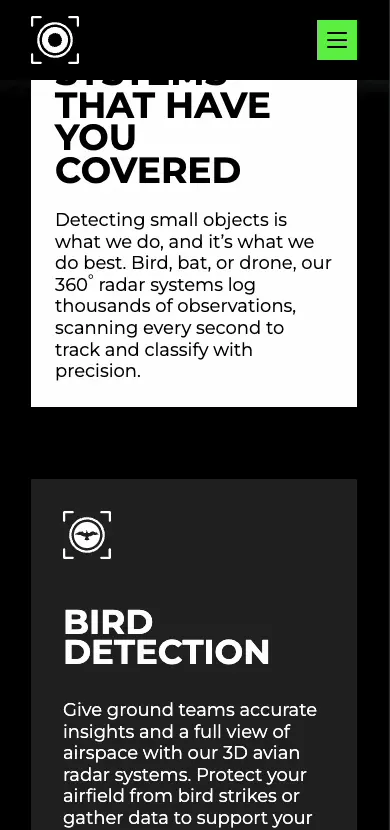 SYSTEMS
THAT HAVE
YOU
COVERED
Detecting small objects is
what we do, and it’s what we
do best. Bird, bat, or drone, our
360° radar systems log
thousands of observations,
scanning every second to
track and classify with
precision.
BIRD
DETECTION
Give ground teams accurate
insights and a full view of
airspace with our 3D avian
radar systems. Protect your
airfield from bird strikes or
gather data to support your